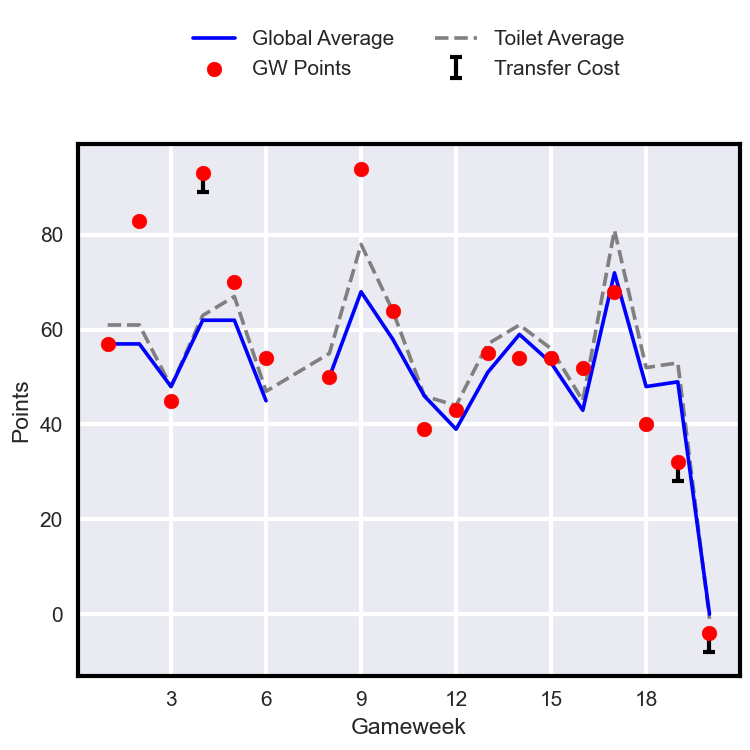 Global Average
Toilet Average
GW Points
Transfer Cost
80
60
40
20
0
Points
3 6 9 12 15 18
Gameweek